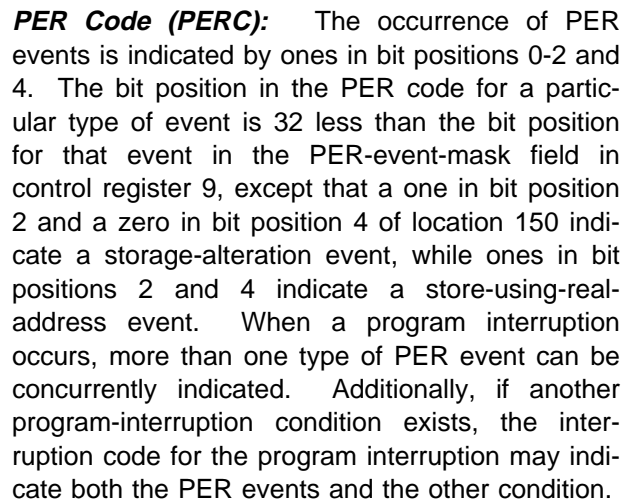 PER Code (PERC): The occurrence of PER
events is indicated by ones in bit positions 0-2 and
4. The bit position in the PER code for a partic-
ular type of event is 32 less than the bit position
for that event in the PER-event-mask field in
control register 9, except that a one in bit position
2 and a zero in bit position 4 of location 150 indi-
cate a storage-alteration event, while ones in bit
positions 2 and 4 indicate a store-using-real-
address event. When a program interruption
occurs, more than one type of PER event can be
concurrently indicated. Additionally, if another
program-interruption condition exists, the inter-
ruption code for the program interruption may indi-
cate both the PER events and the other condition.